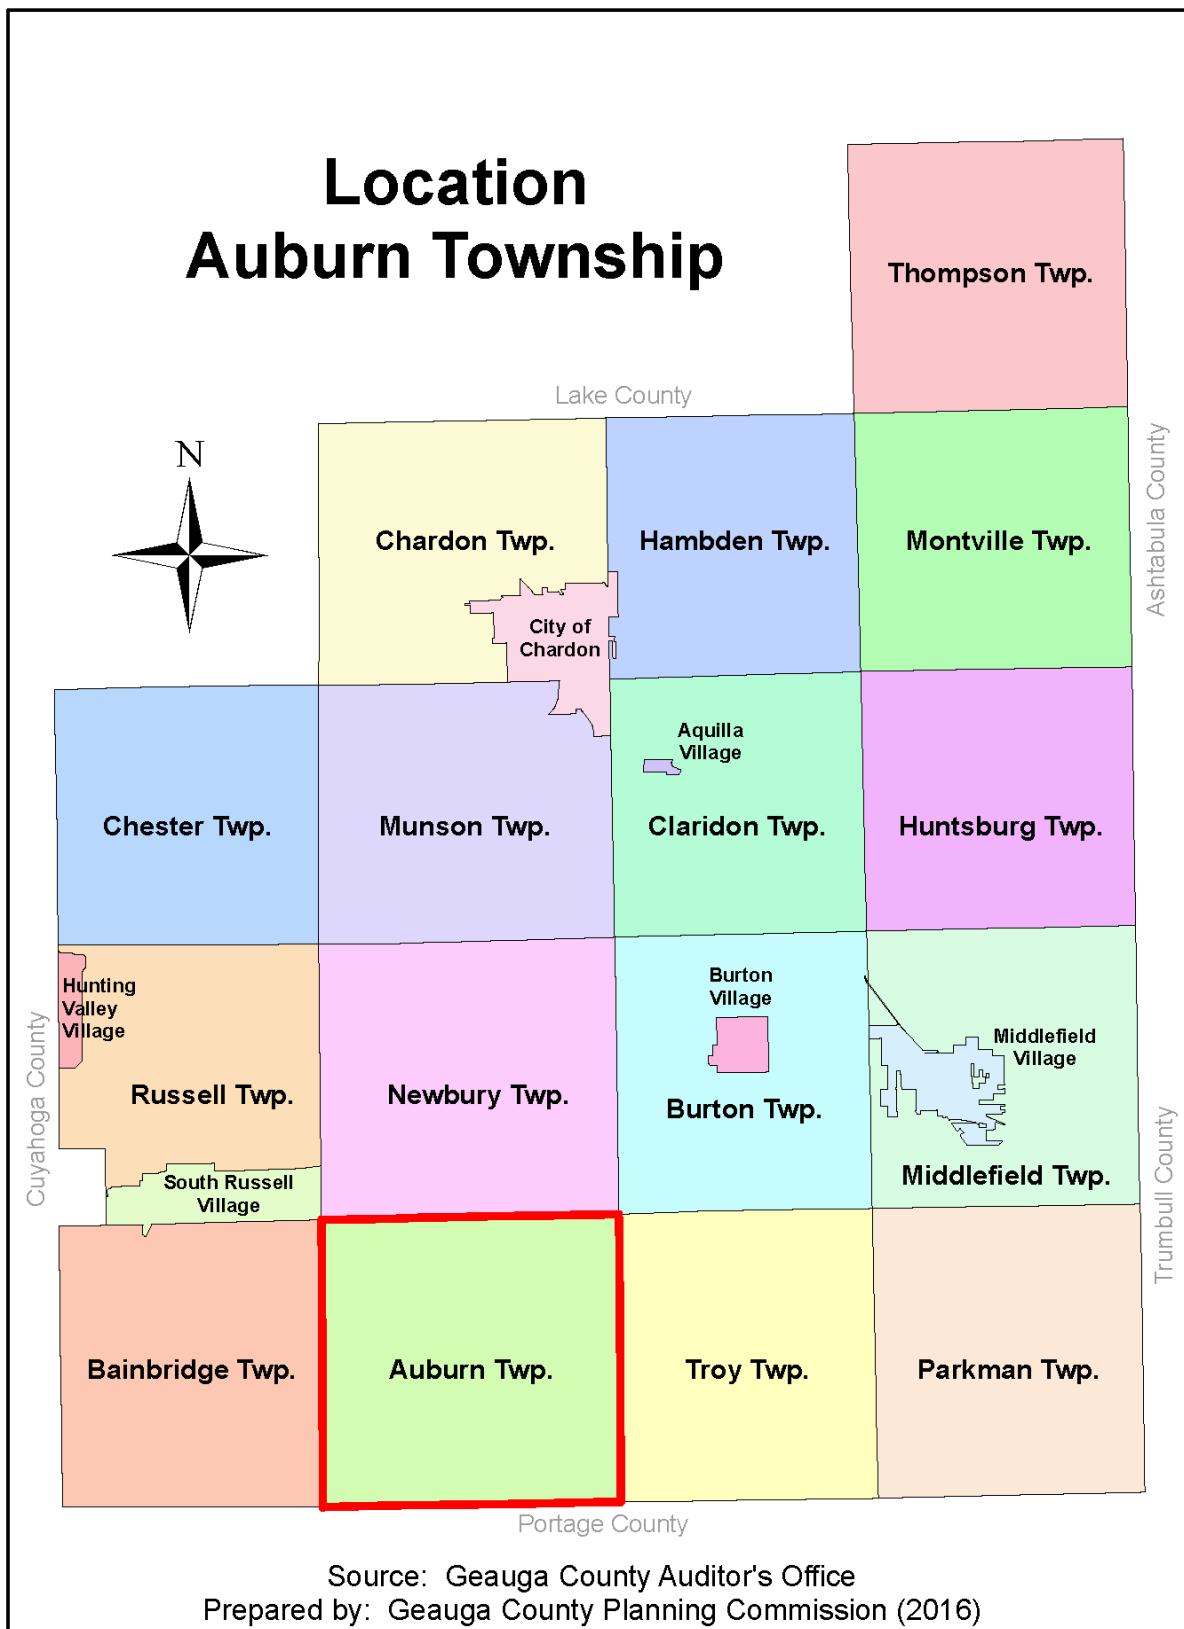 Location
Auburn Township
Thompson Twp.
Lake County
Ashtabula County
N
Chardon Twp.
Hambden Twp.
Montville Twp.
City of
Chardon
Aquilla
Village
Chester Twp.
Munson Twp.
Claridon Twp.
Huntsburg Twp.
Hunting
Valley
Village
Burton
Village
Middlefield
Village
Cuyahoga County
Russell Twp.
Newbury Twp.
Burton Twp.
Middlefield Twp.
South Russell
Village
Trumbull County
Bainbridge Twp.
Auburn Twp.
Troy Twp.
Parkman Twp.
Portage County
Source: Geauga County Auditor's Office
Prepared by: Geauga County Planning Commission (2016)